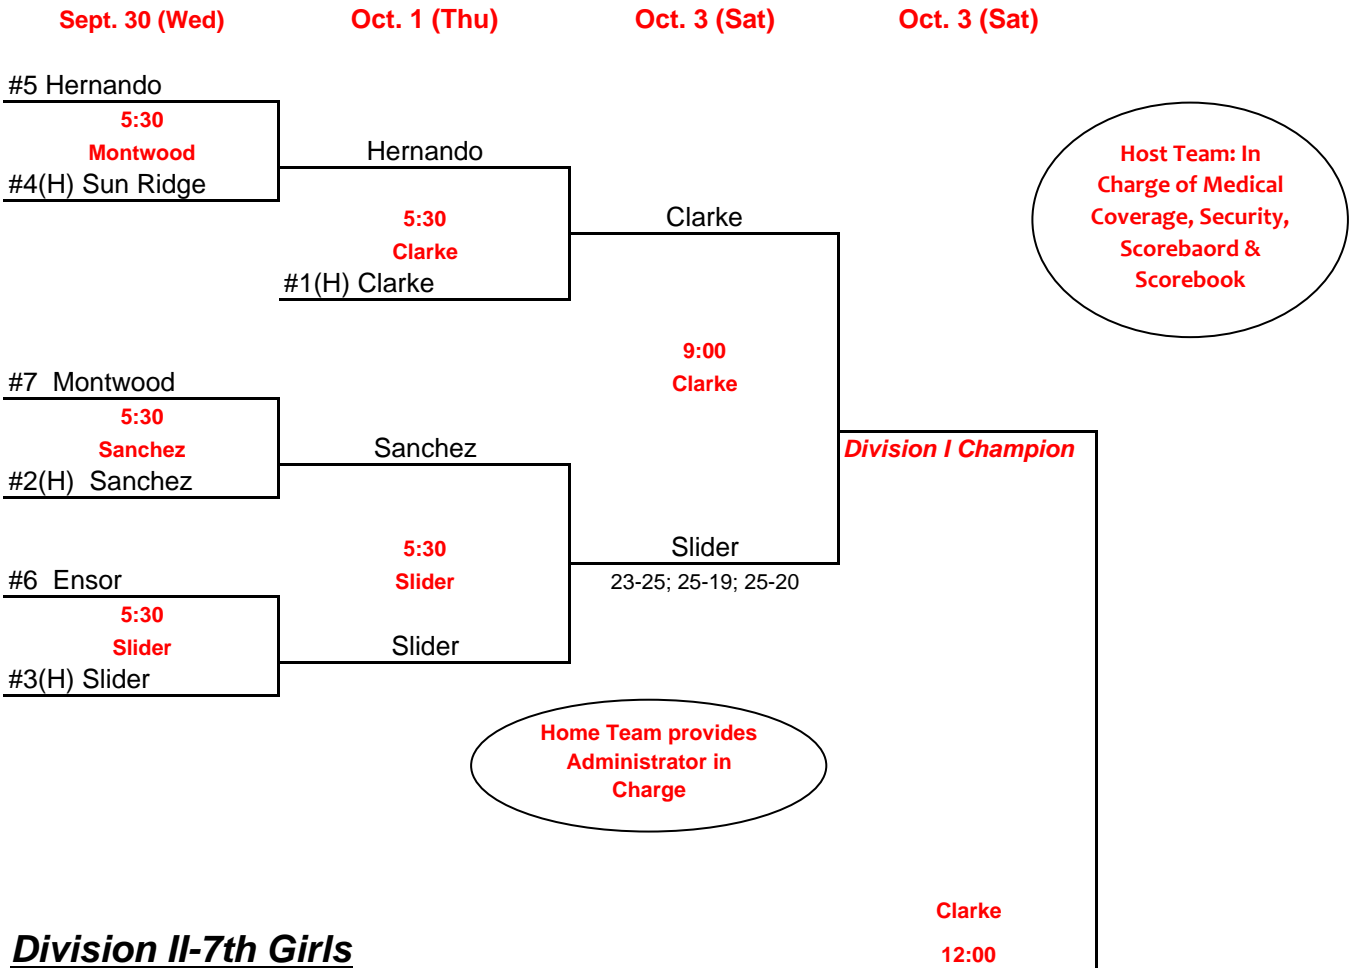 Sept. 30 (Wed) Oct. 1 (Thu) Oct. 3 (Sat) Oct. 3 (Sat)
#5 Hernando
5:30
Montwood
#4(H) Sun Ridge
Hernando
5:30
Clarke
#1(H) Clarke
Clarke
9:00
Clarke
Host Team: In
Charge of Medical
Coverage, Security,
Scorebaord &
Scorebook
#7 Montwood
5:30
Sanchez
#2(H) Sanchez
Sanchez
Division I Champion
5:30
Slider
Slider
23-25; 25-19; 25-20
#6 Ensor
5:30
Slider
#3(H) Slider
Slider
Home Team provides
Administrator in
Charge
Clarke
12:00
Division II-7th Girls